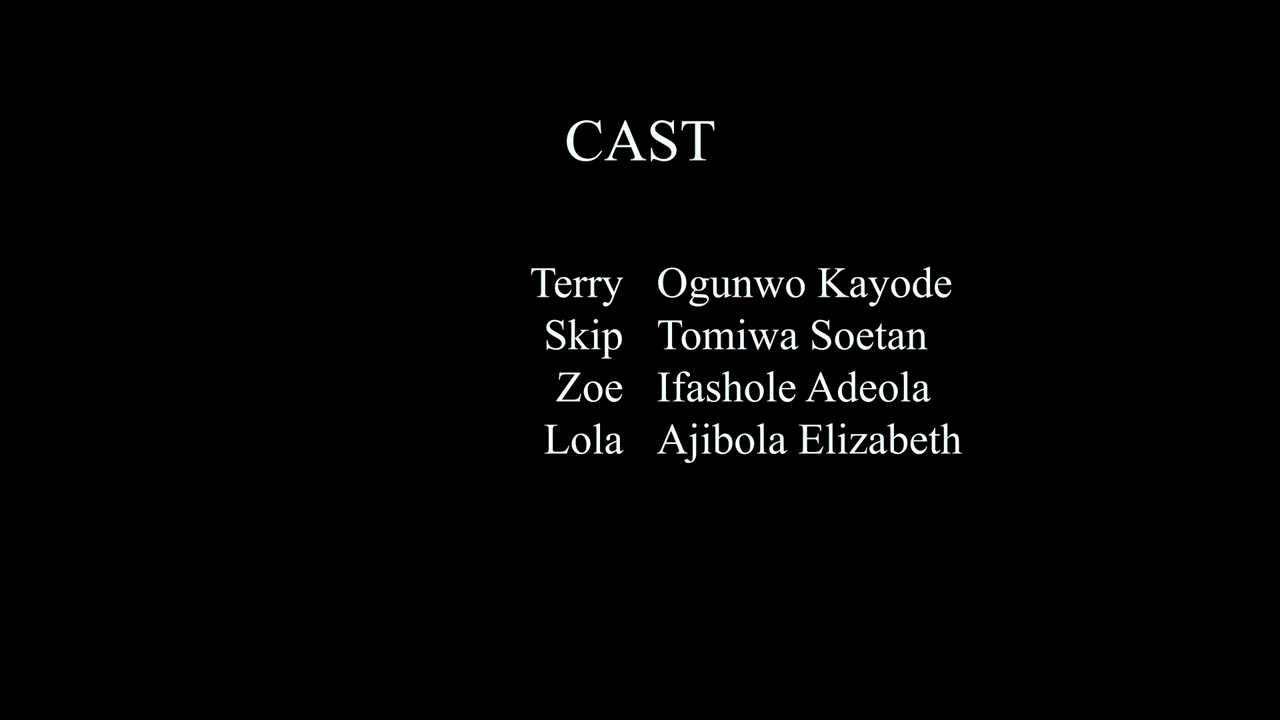 CAST
Terry Ogunwo Kayode
Skip Tomiwa Soetan
Zoe Ifashole Adeola
Lola Ajibola Elizabeth